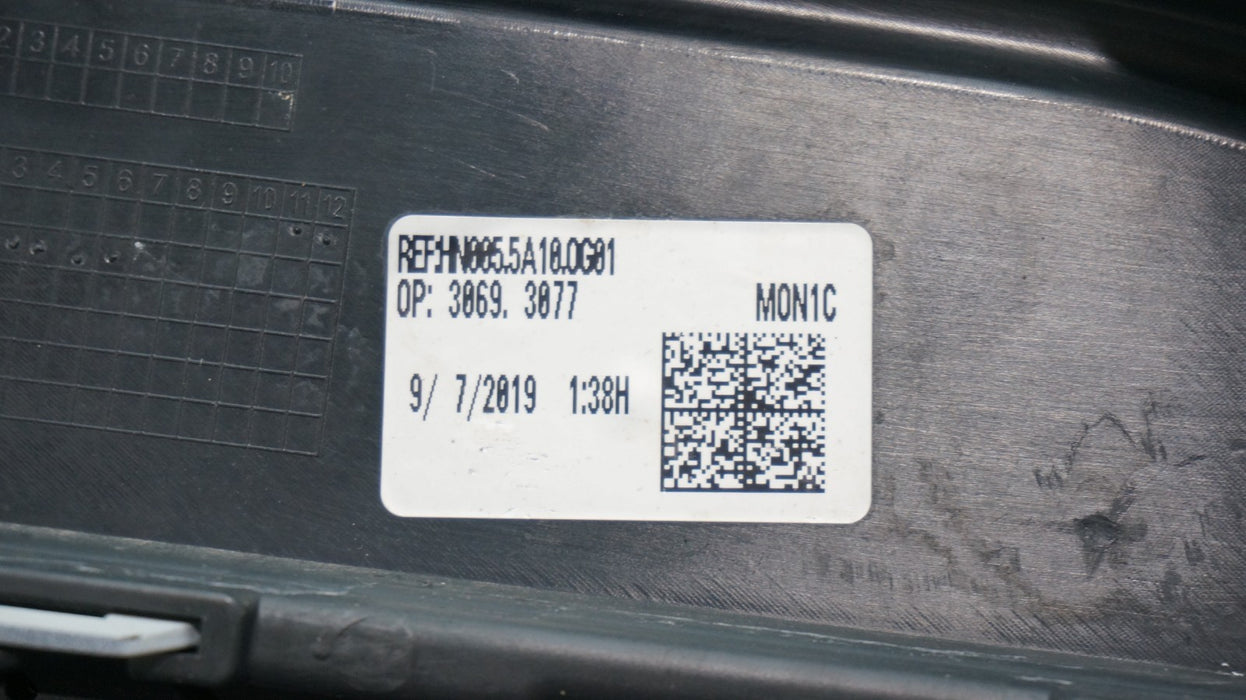 2 3 4 5 6 7 8 9 10
3 4 5 6 7 8 9 10 11 12
REF:HN005.5A10.0G01
OP: 3069. 3077
MON1C
9/ 7/2019 1:38H